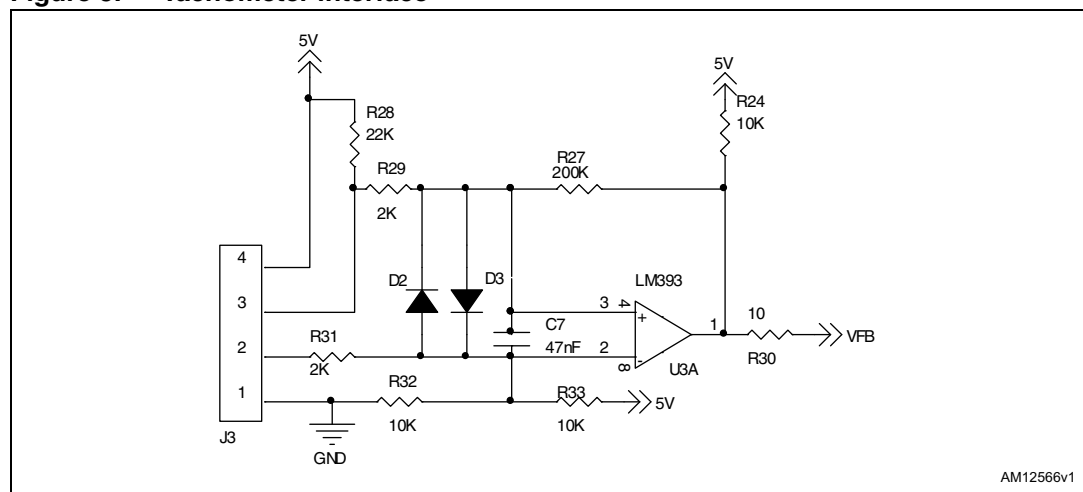 Tachometer interface
5V
5V
R28
22K
R24
10K
R29
2K
R27
200K
4
3
2
1
J3
D2
D3
LM393
3
4
+
C7
47nF
2
8
-
1
10
R30
VFB
U3A
R31
2K
R32
10K
R33
10K
5V
GND
AM12566v1